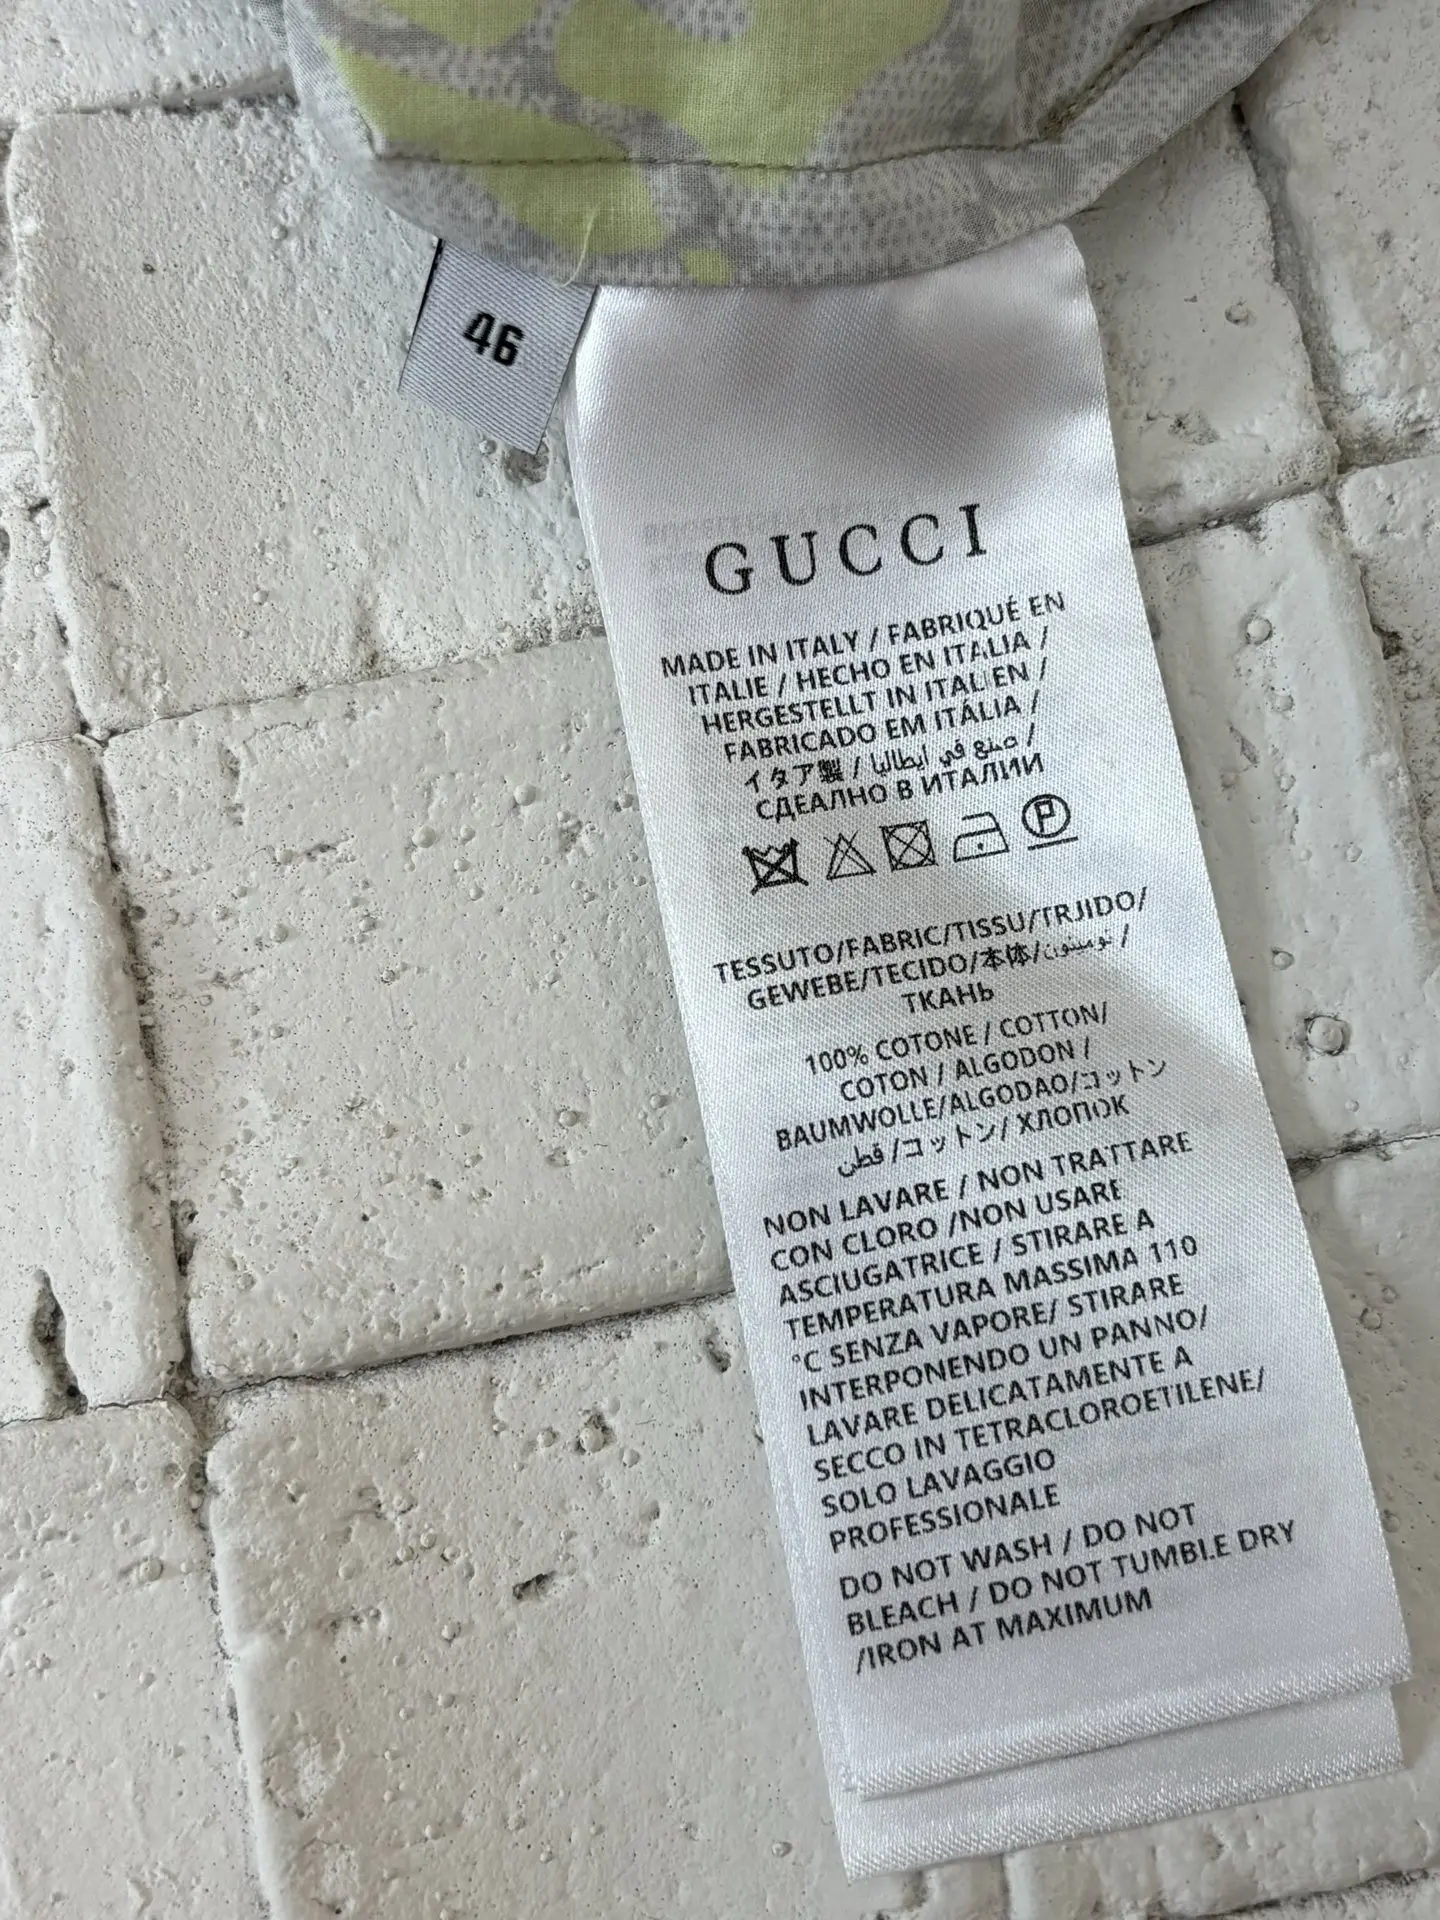 46
GUCCI
MADE IN ITALY / FABRIQUÉ EN
ITALIE / HECHO EN ITALIA /
HERGESTELLT IN ITALIEN /
FABRICADO EM ITÁLIA /
イタア製 / صنع في ايطاليا /
СДЕАЛНО В ИТАЛИИ
P
TESSUTO/FABRIC/TISSU/TRJIDO/
GEWEBE/TECIDO/本体/نومستون/
ТКАНЬ
100% COTONE / COTTON/
COTON / ALGODON /
BAUMWOLLE/ALGODAO/コットン
قطن /コットン/ ХЛОПОК
NON LAVARE / NON TRATTARE
CON CLORO /NON USARE
ASCIUGATRICE / STIRARE A
TEMPERATURA MASSIMA 110
°C SENZA VAPORE/ STIRARE
INTERPONENDO UN PANNO/
LAVARE DELICATAMENTE A
SECCO IN TETRACLOROETILENE/
SOLO LAVAGGIO
PROFESSIONALE
DO NOT WASH / DO NOT
BLEACH / DO NOT TUMBLE DRY
/IRON AT MAXIMUM